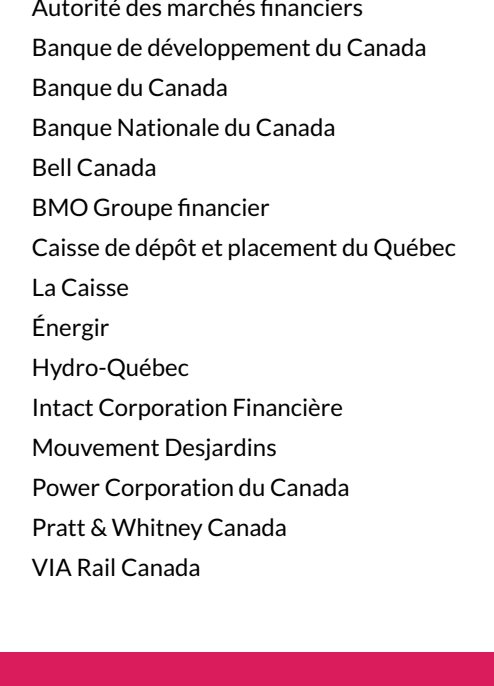 Autorité des marchés financiers
Banque de développement du Canada
Banque du Canada
Banque Nationale du Canada
Bell Canada
BMO Groupe financier
Caisse de dépôt et placement du Québec
La Caisse
Énergir
Hydro-Québec
Intact Corporation Financière
Mouvement Desjardins
Power Corporation du Canada
Pratt & Whitney Canada
VIA Rail Canada